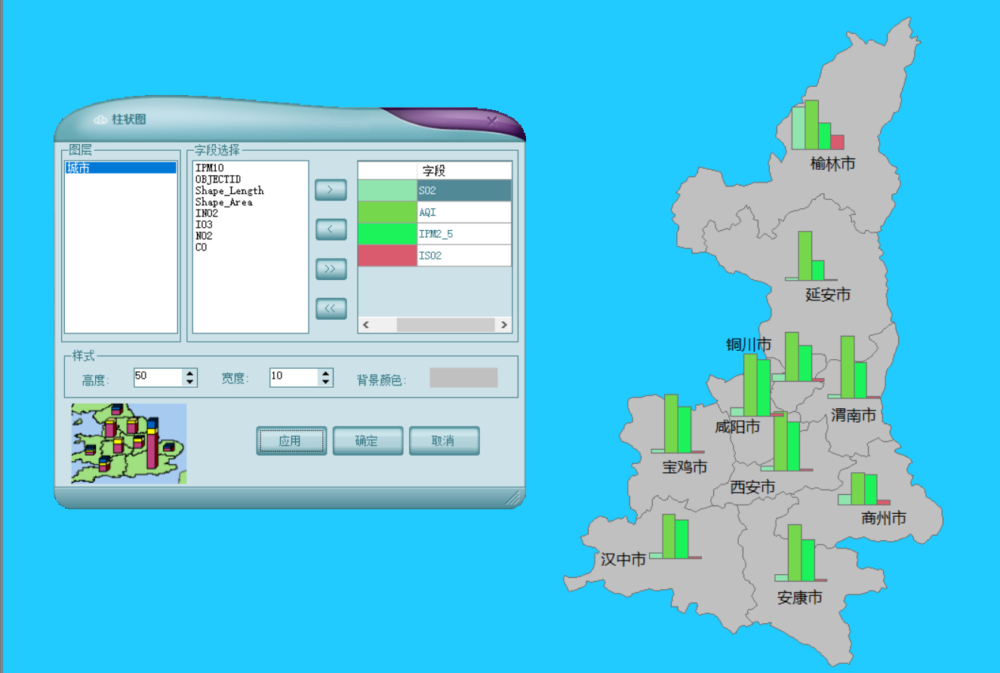 柱状图
图层
城市
字段选择
IPM10
OBJECTID
Shape_Length
Shape_Area
INO2
IO3
NO2
CO
>
<
>>
<<
字段
SO2
AQI
IPM2_5
ISO2
样式
高度:
50
宽度:
10
背景颜色:
应用
确定
取消
榆林市
延安市
铜川市
渭南市
咸阳市
宝鸡市
西安市
商州市
汉中市
安康市